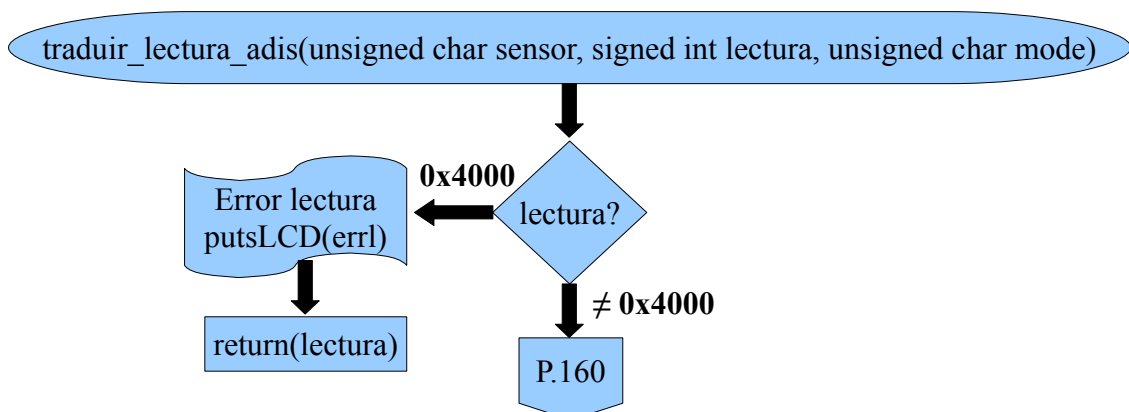 traduir_lectura_adis(unsigned char sensor, signed int lectura, unsigned char mode)
0x4000
Error lectura
putsLCD(errl)
lectura?
≠ 0x4000
return(lectura)
P.160